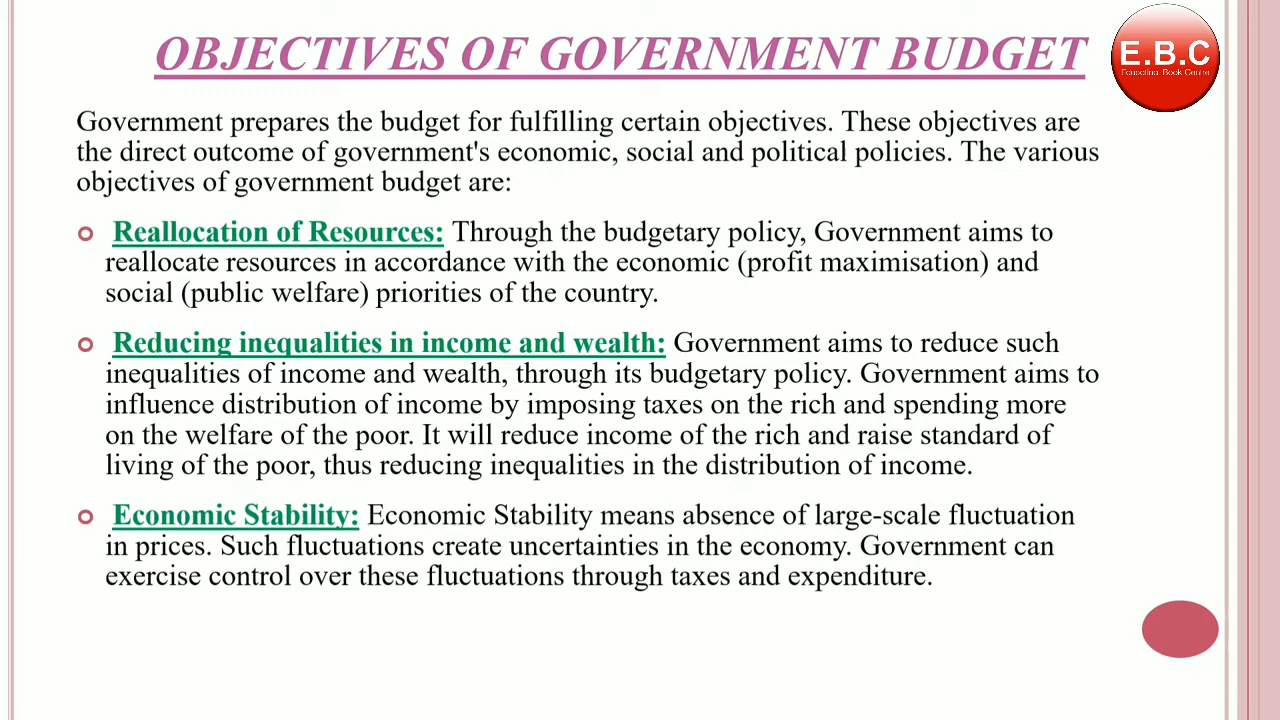 OBJECTIVES OF GOVERNMENT BUDGET
E.B.C
Educational Book Centre
Government prepares the budget for fulfilling certain objectives. These objectives are
the direct outcome of government's economic, social and political policies. The various
objectives of government budget are:
Reallocation of Resources: Through the budgetary policy, Government aims to
reallocate resources in accordance with the economic (profit maximisation) and
social (public welfare) priorities of the country.
Reducing inequalities in income and wealth: Government aims to reduce such
inequalities of income and wealth, through its budgetary policy. Government aims to
influence distribution of income by imposing taxes on the rich and spending more
on the welfare of the poor. It will reduce income of the rich and raise standard of
living of the poor, thus reducing inequalities in the distribution of income.
Economic Stability: Economic Stability means absence of large-scale fluctuation
in prices. Such fluctuations create uncertainties in the economy. Government can
exercise control over these fluctuations through taxes and expenditure.